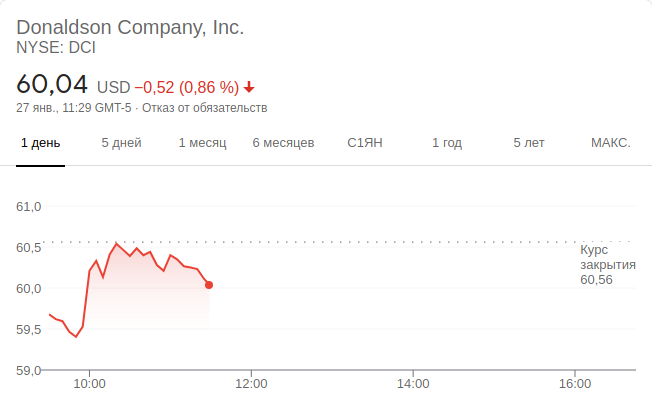 Donaldson Company, Inc.
NYSE: DCI
60,04 USD −0,52 (0,86 %)
27 янв., 11:29 GMT-5 · Отказ от обязательств
1 день 5 дней 1 месяц 6 месяцев С1ЯН 1 год 5 лет МАКС.
61,0
60,5
60,0
59,5
59,0
Курс
закрытия
60,56
10:00 12:00 14:00 16:00